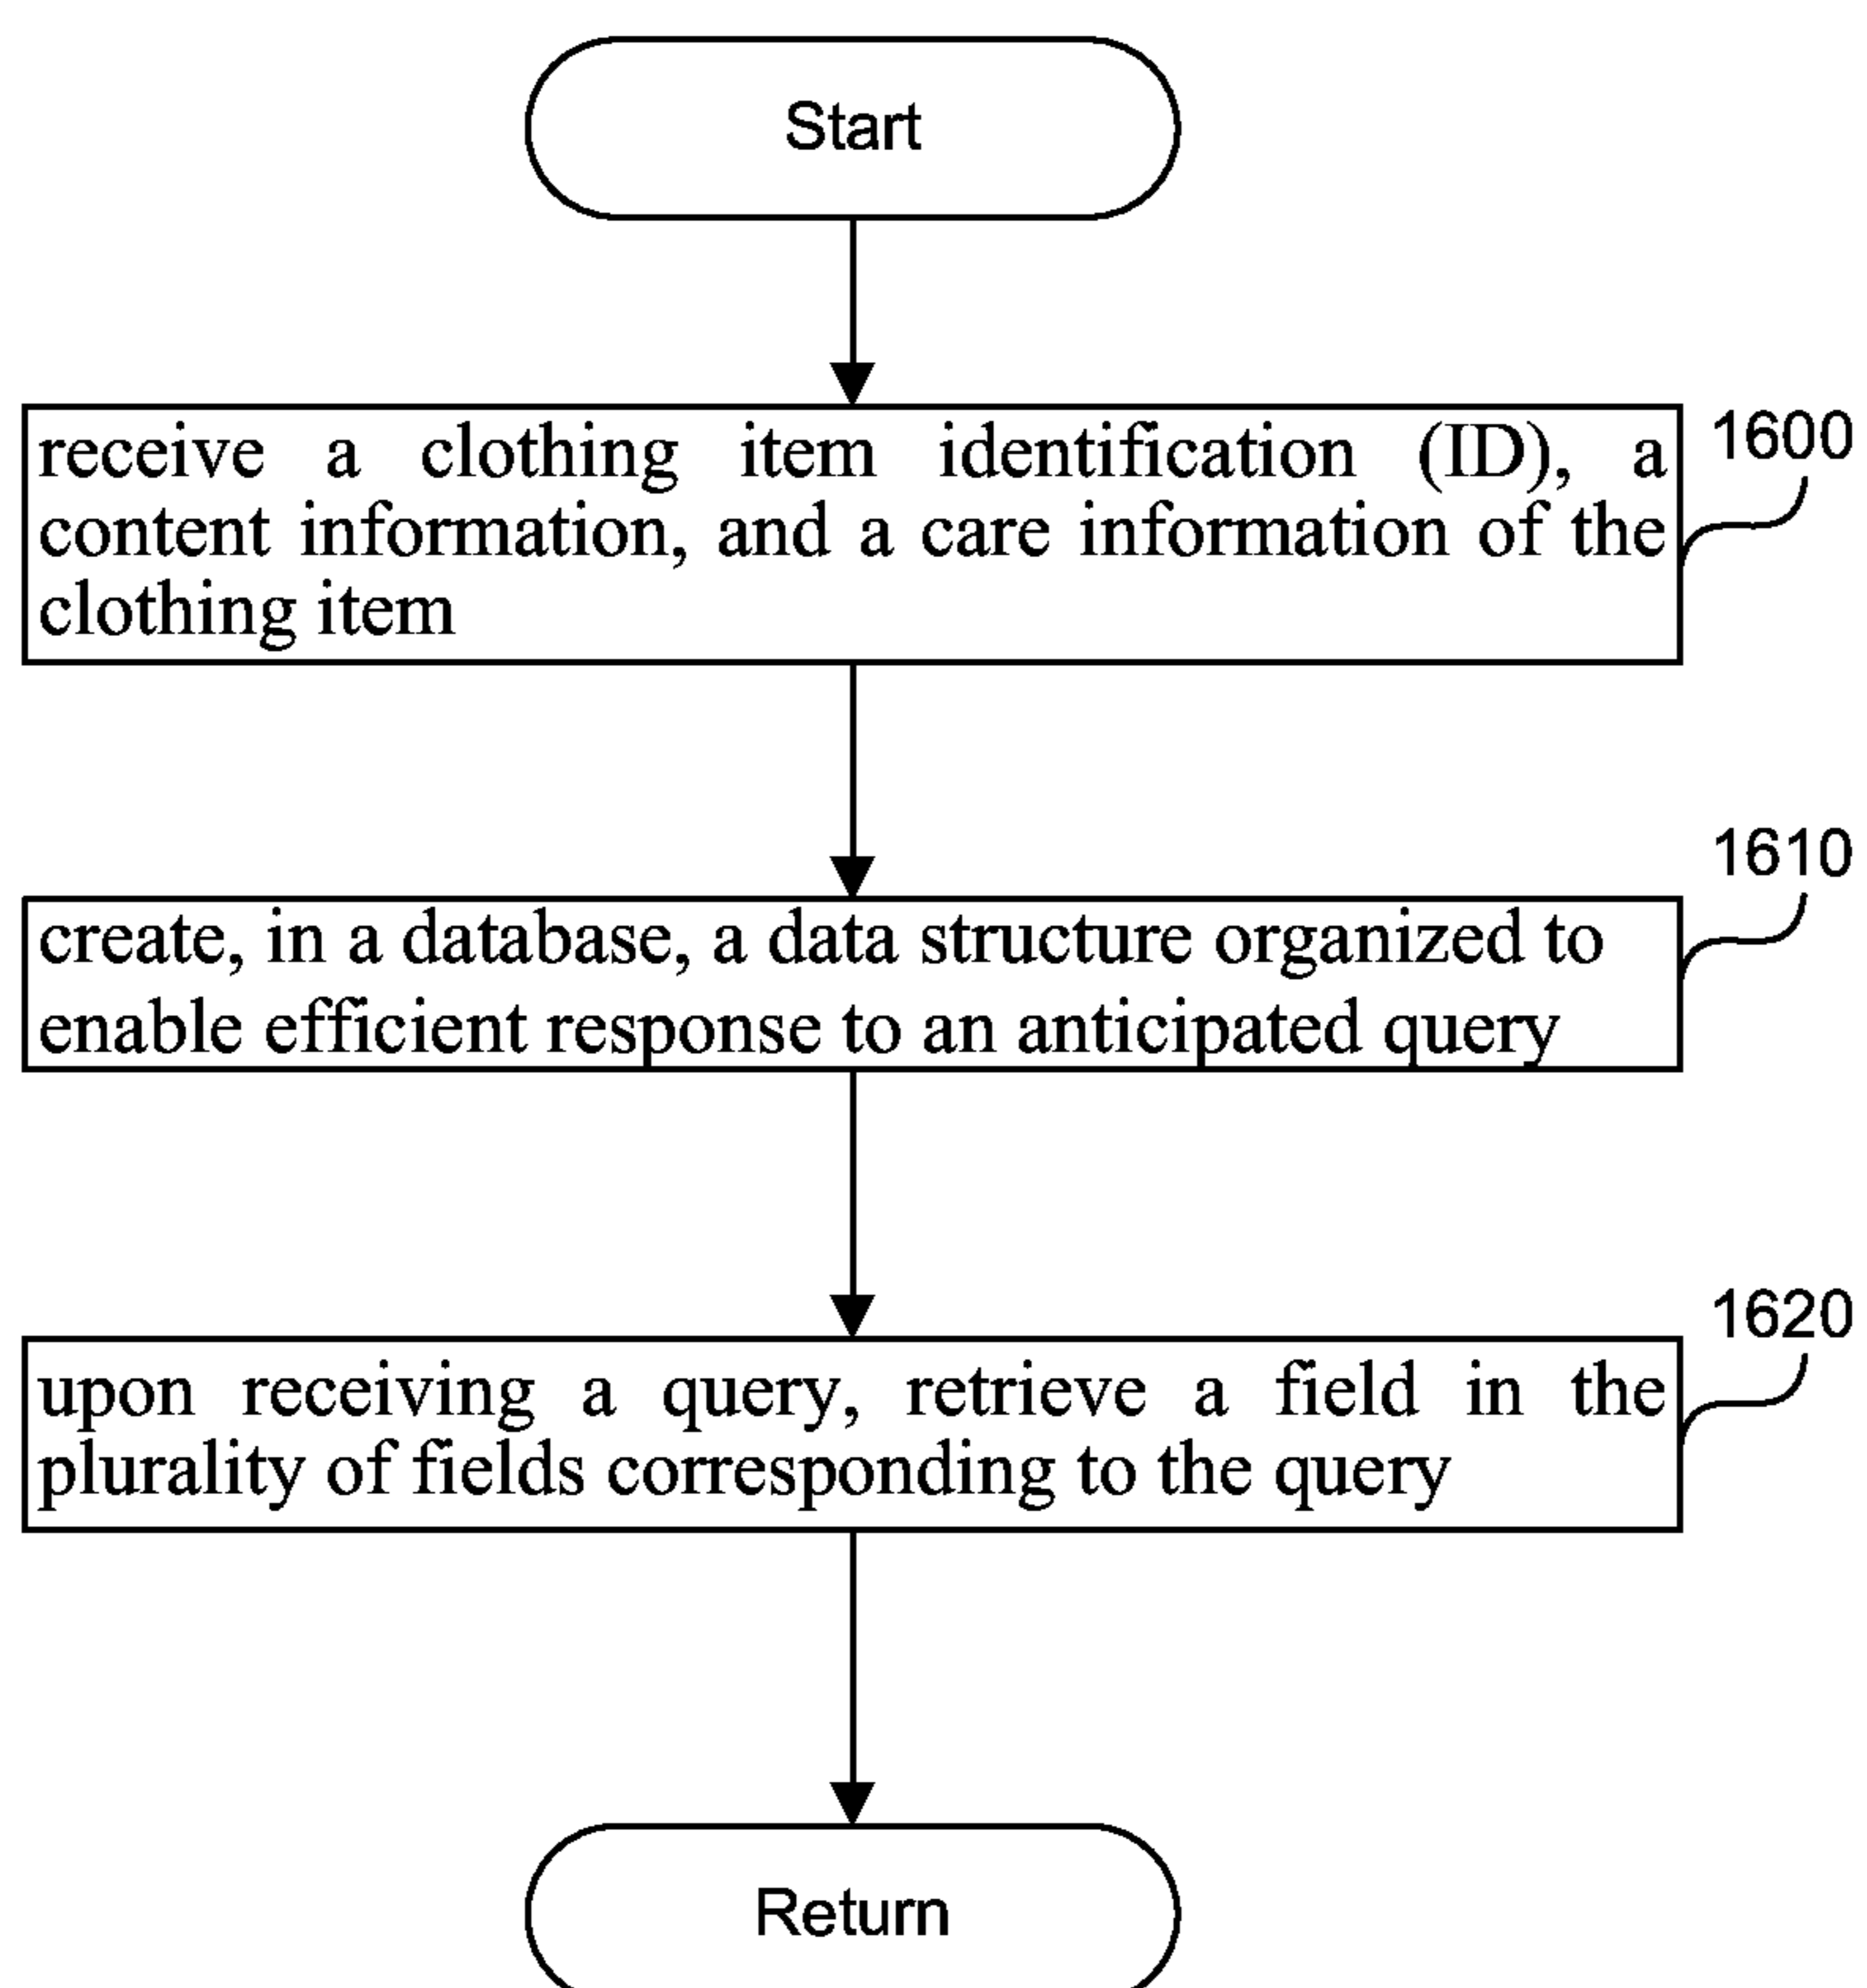 Start
receive a clothing item identification (ID), a
content information, and a care information of the
clothing item
1600
create, in a database, a data structure organized to
enable efficient response to an anticipated query
1610
upon receiving a query, retrieve a field in the
plurality of fields corresponding to the query
1620
Return